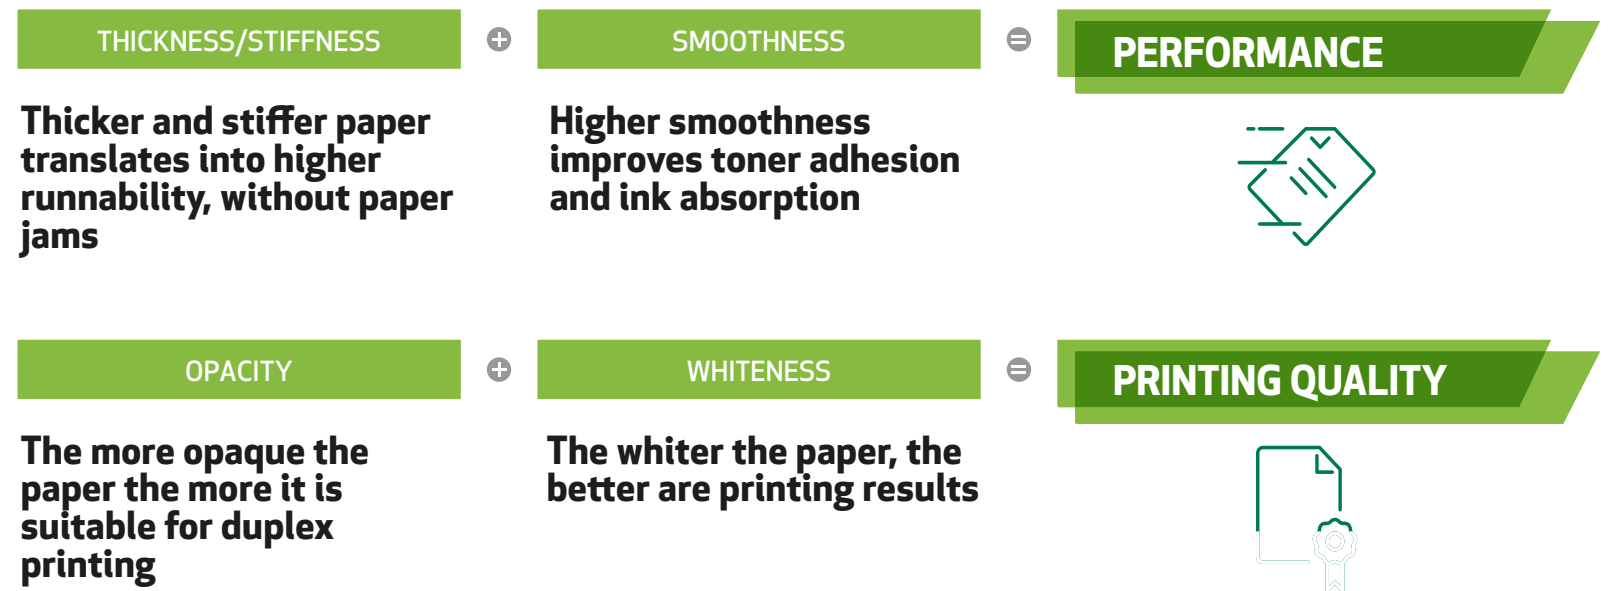 THICKNESS/STIFFNESS + SMOOTHNESS = PERFORMANCE
Thicker and stiffer paper
translates into higher
runnability, without paper
jams
Higher smoothness
improves toner adhesion
and ink absorption
OPACITY + WHITENESS = PRINTING QUALITY
The more opaque the
paper the more it is
suitable for duplex
printing
The whiter the paper, the
better are printing results